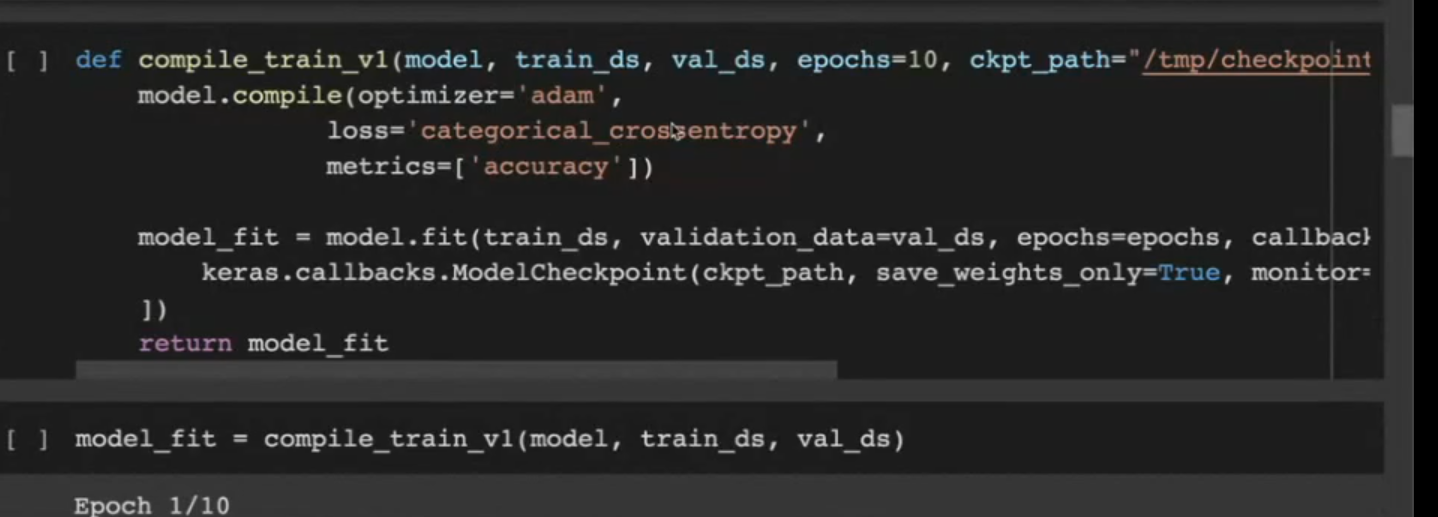 [ ] def compile_train_v1(model, train_ds, val_ds, epochs=10, ckpt_path="/tmp/checkpoint
model.compile(optimizer='adam',
loss='categorical_crossentropy',
metrics=['accuracy'])
model_fit = model.fit(train_ds, validation_data=val_ds, epochs=epochs, callback
keras.callbacks.ModelCheckpoint(ckpt_path, save_weights_only=True, monitor=
])
return model_fit
[ ] model_fit = compile_train_v1(model, train_ds, val_ds)
Epoch 1/10